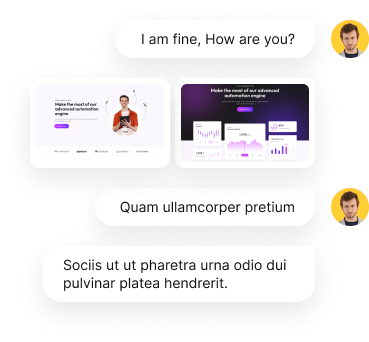 I am fine, How are you?
Make the most of our
advanced automation
engine
Make the most of our advanced
automation engine
Quam ullamcorper pretium
Sociis ut ut pharetra urna odio dui
pulvinar platea hendrerit.